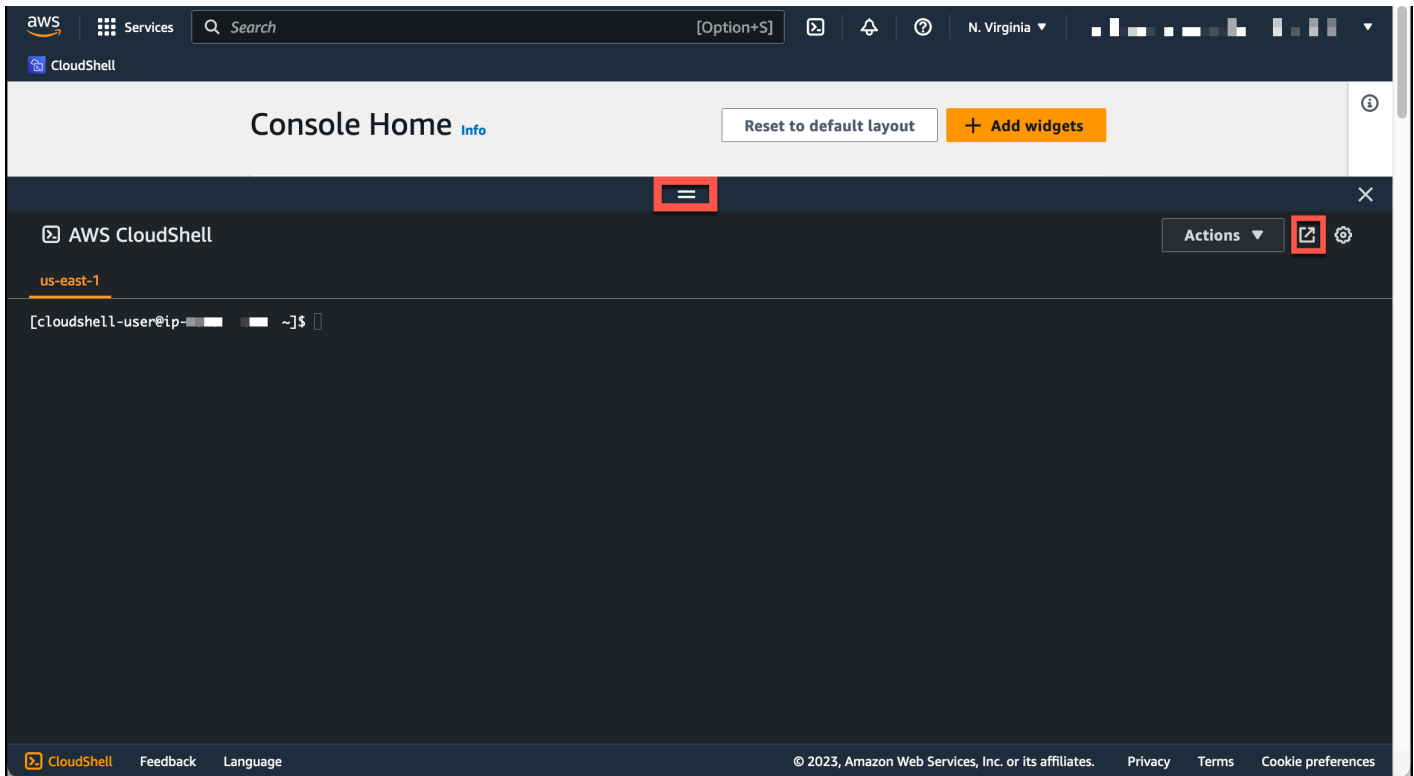 aws Services Search [Option+S] N. Virginia
CloudShell
Console Home Info Reset to default layout + Add widgets
AWS CloudShell Actions
us-east-1
[cloudshell-user@ip- ~]$
CloudShell Feedback Language © 2023, Amazon Web Services, Inc. or its affiliates. Privacy Terms Cookie preferences